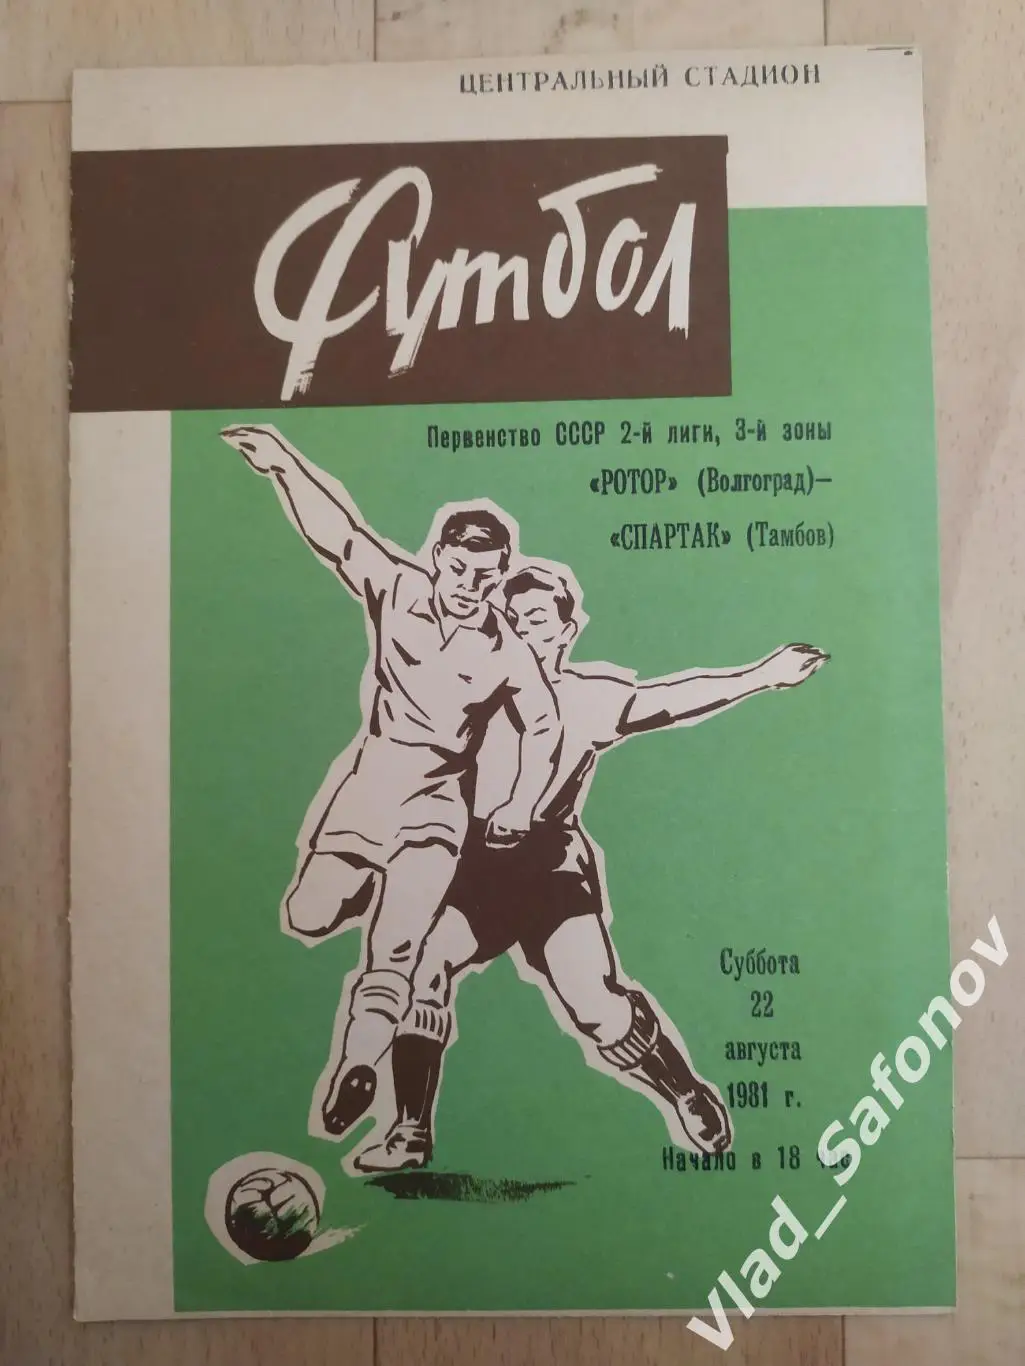 ЦЕНТРАЛЬНЫЙ СТАДИОН
Футбол
Первенство СССР 2-й лиги, 3-й зоны
«РОТОР» (Волгоград)—
«СПАРТАК» (Тамбов)
Суббота
22
августа
1981 г.
Начало в 18 час
Vlad_Safonov